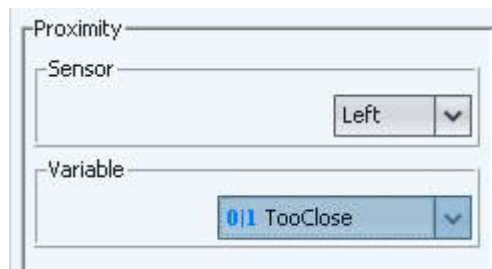 Proximity
Sensor
Left
Variable
0|1 TooClose